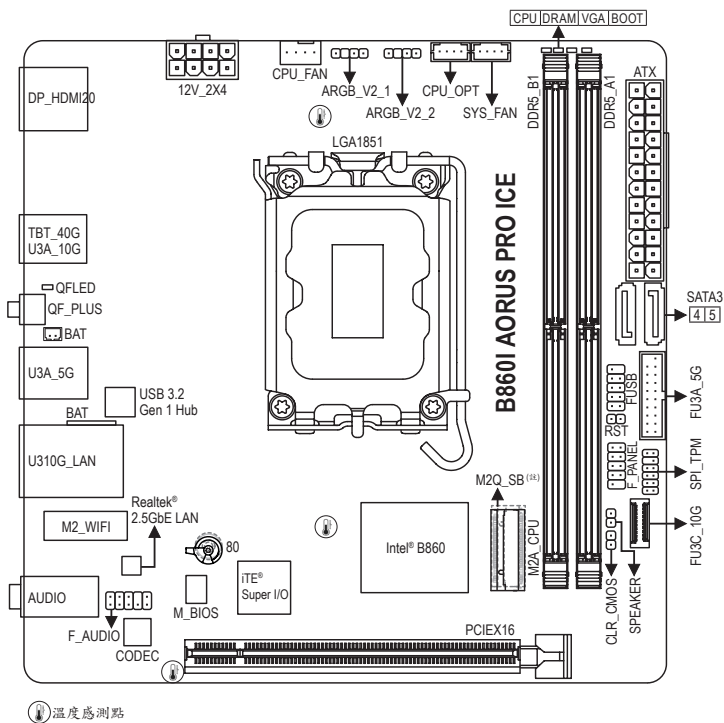 CPU DRAM VGA BOOT
DP_HDMI20
12V_2X4
CPU_FAN
ARGB_V2_1
ARGB_V2_2
CPU_OPT
SYS_FAN
DDR5_B1
DDR5_A1
ATX
LGA1851
TBT_40G
U3A_10G
QFLED
QF_PLUS
BAT
B860I AORUS PRO ICE
SATA3
4 5
U3A_5G
USB 3.2
Gen 1 Hub
BAT
U310G_LAN
FUSB
RST
FU3A_5G
F_PANEL
SPI_TPM
M2Q_SB(註)
M2A_CPU
Realtek®
2.5GbE LAN
M2_WIFI
80
Intel® B860
FU3C_10G
iTE®
Super I/O
M_BIOS
AUDIO
F_AUDIO
CODEC
CLR_CMOS
SPEAKER
PCIEX16
溫度感測點